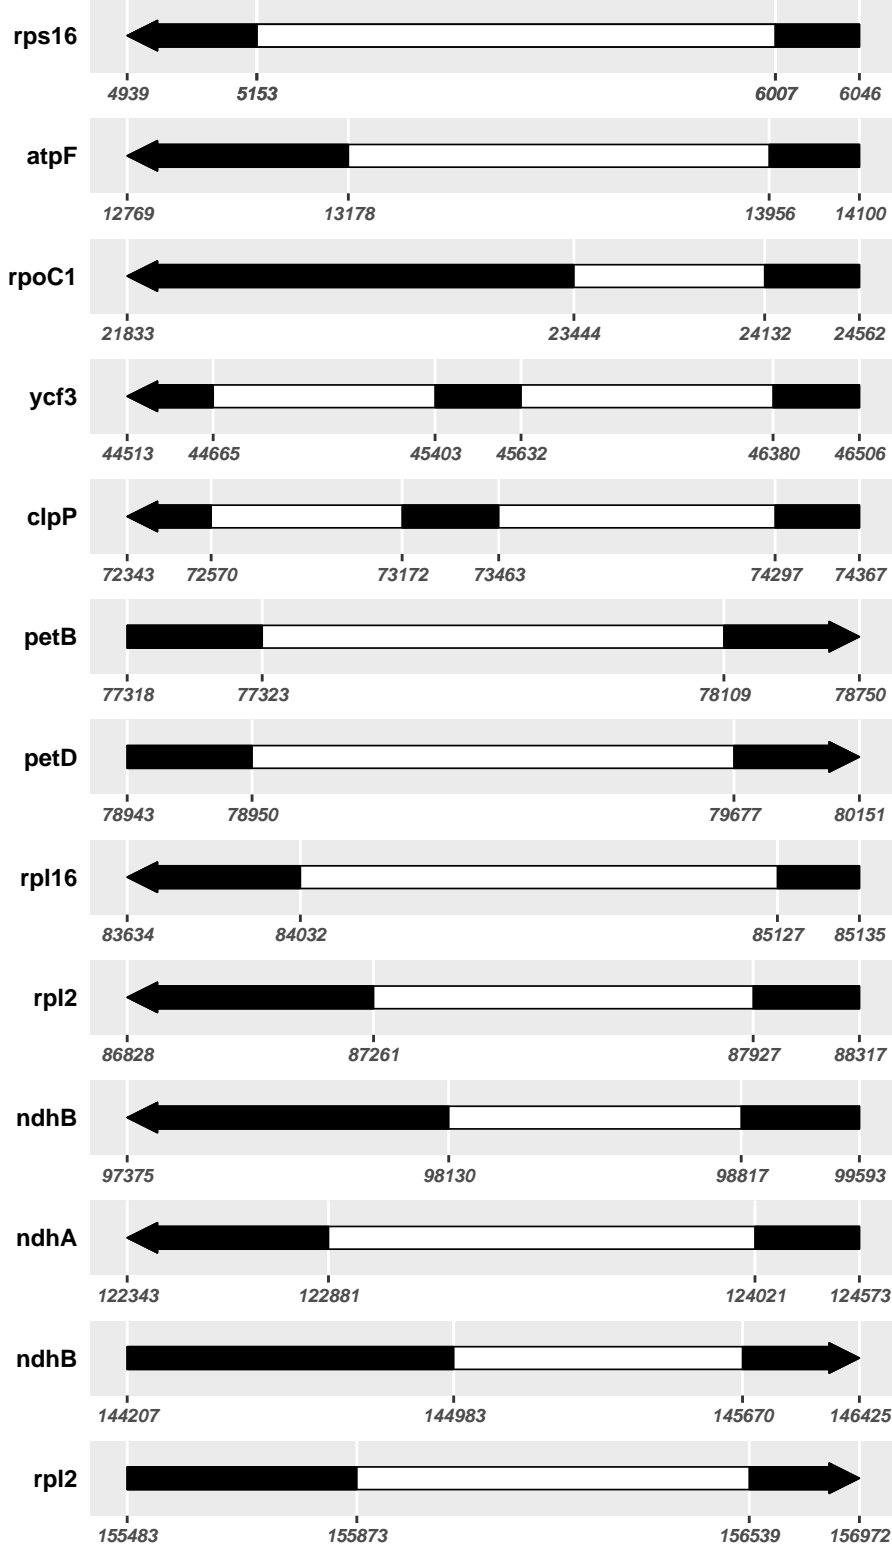 rps16
4939 5153 6007 6046
atpF
12769 13178 13956 14100
rpoC1
21833 23444 24132 24562
ycf3
44513 44665 45403 45632 46380 46506
clpP
72343 72570 73172 73463 74297 74367
petB
77318 77323 78109 78750
petD
78943 78950 79677 80151
rpl16
83634 84032 85127 85135
rpl2
86828 87261 87927 88317
ndhB
97375 98130 98817 99593
ndhA
122343 122881 124021 124573
ndhB
144207 144983 145670 146425
rpl2
155483 155873 156539 156972